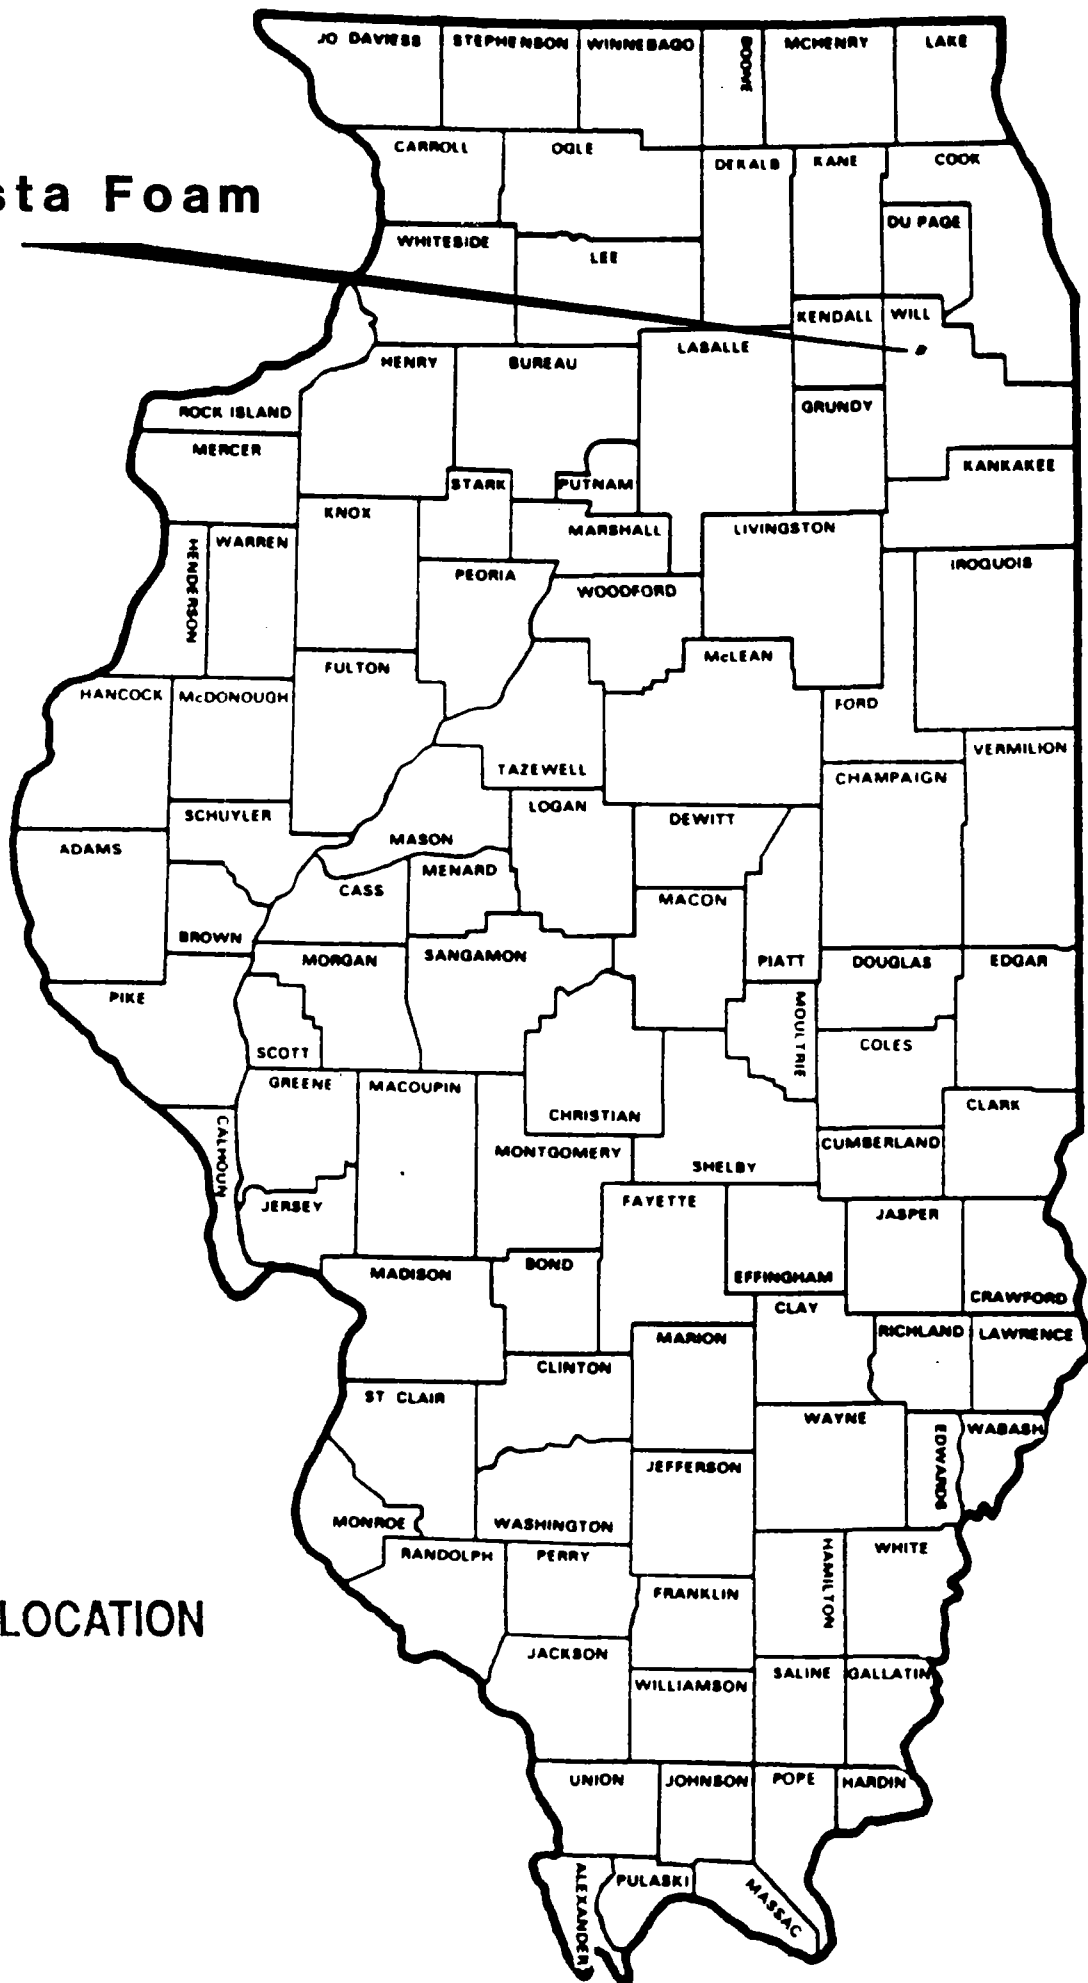 JO DAVIESS STEPHENSON WINNEBAGO BOONE MCHENRY LAKE
CARROLL OGLE DEKALB KANE COOK
sta Foam
DU PAGE
WHITESIDE LEE
KENDALL WILL
HENRY BUREAU LASALLE
ROCK ISLAND GRUNDY
MERCER KANKAKEE
STARK PUTNAM
KNOX MARSHALL LIVINGSTON
HENDERSON WARREN IROQUOIS
PEORIA WOODFORD
FULTON McLEAN
HANCOCK McDONOUGH FORD
VERMILION
TAZEWELL CHAMPAIGN
SCHUYLER LOGAN DEWITT
ADAMS MASON
CASS MENARD MACON
BROWN
MORGAN SANGAMON PIATT DOUGLAS EDGAR
PIKE MOULTRIE
SCOTT COLES
GREENE MACOUPIN CLARK
CALHOUN CHRISTIAN
MONTGOMERY CUMBERLAND
SHELBY
JERSEY FAYETTE JASPER
MADISON BOND EFFINGHAM
CLAY CRAWFORD
MARION RICHLAND LAWRENCE
CLINTON
ST CLAIR WAYNE WABASH
EDWARDS
JEFFERSON
MONROE WASHINGTON
RANDOLPH PERRY HAMILTON WHITE
FRANKLIN
LOCATION
JACKSON
WILLIAMSON SALINE GALLATIN
UNION JOHNSON POPE HARDIN
ALEXANDER PULASKI MASSAC